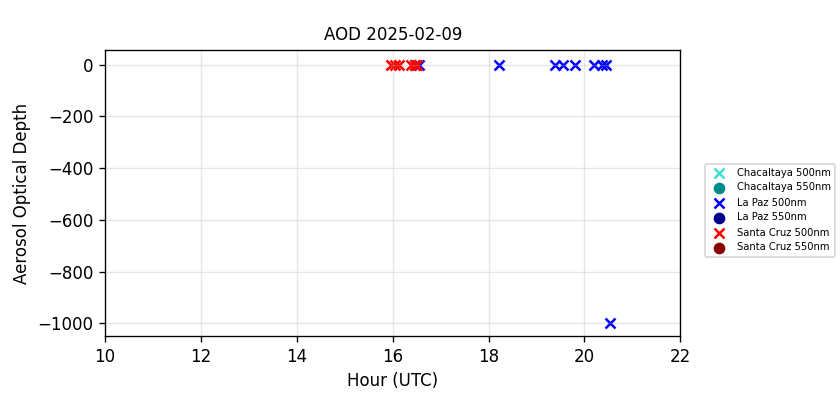 AOD 2025-02-09
Aerosol Optical Depth
0
−200
−400
−600
−800
−1000
10 12 14 16 18 20 22
Hour (UTC)
Chacaltaya 500nm
Chacaltaya 550nm
La Paz 500nm
La Paz 550nm
Santa Cruz 500nm
Santa Cruz 550nm